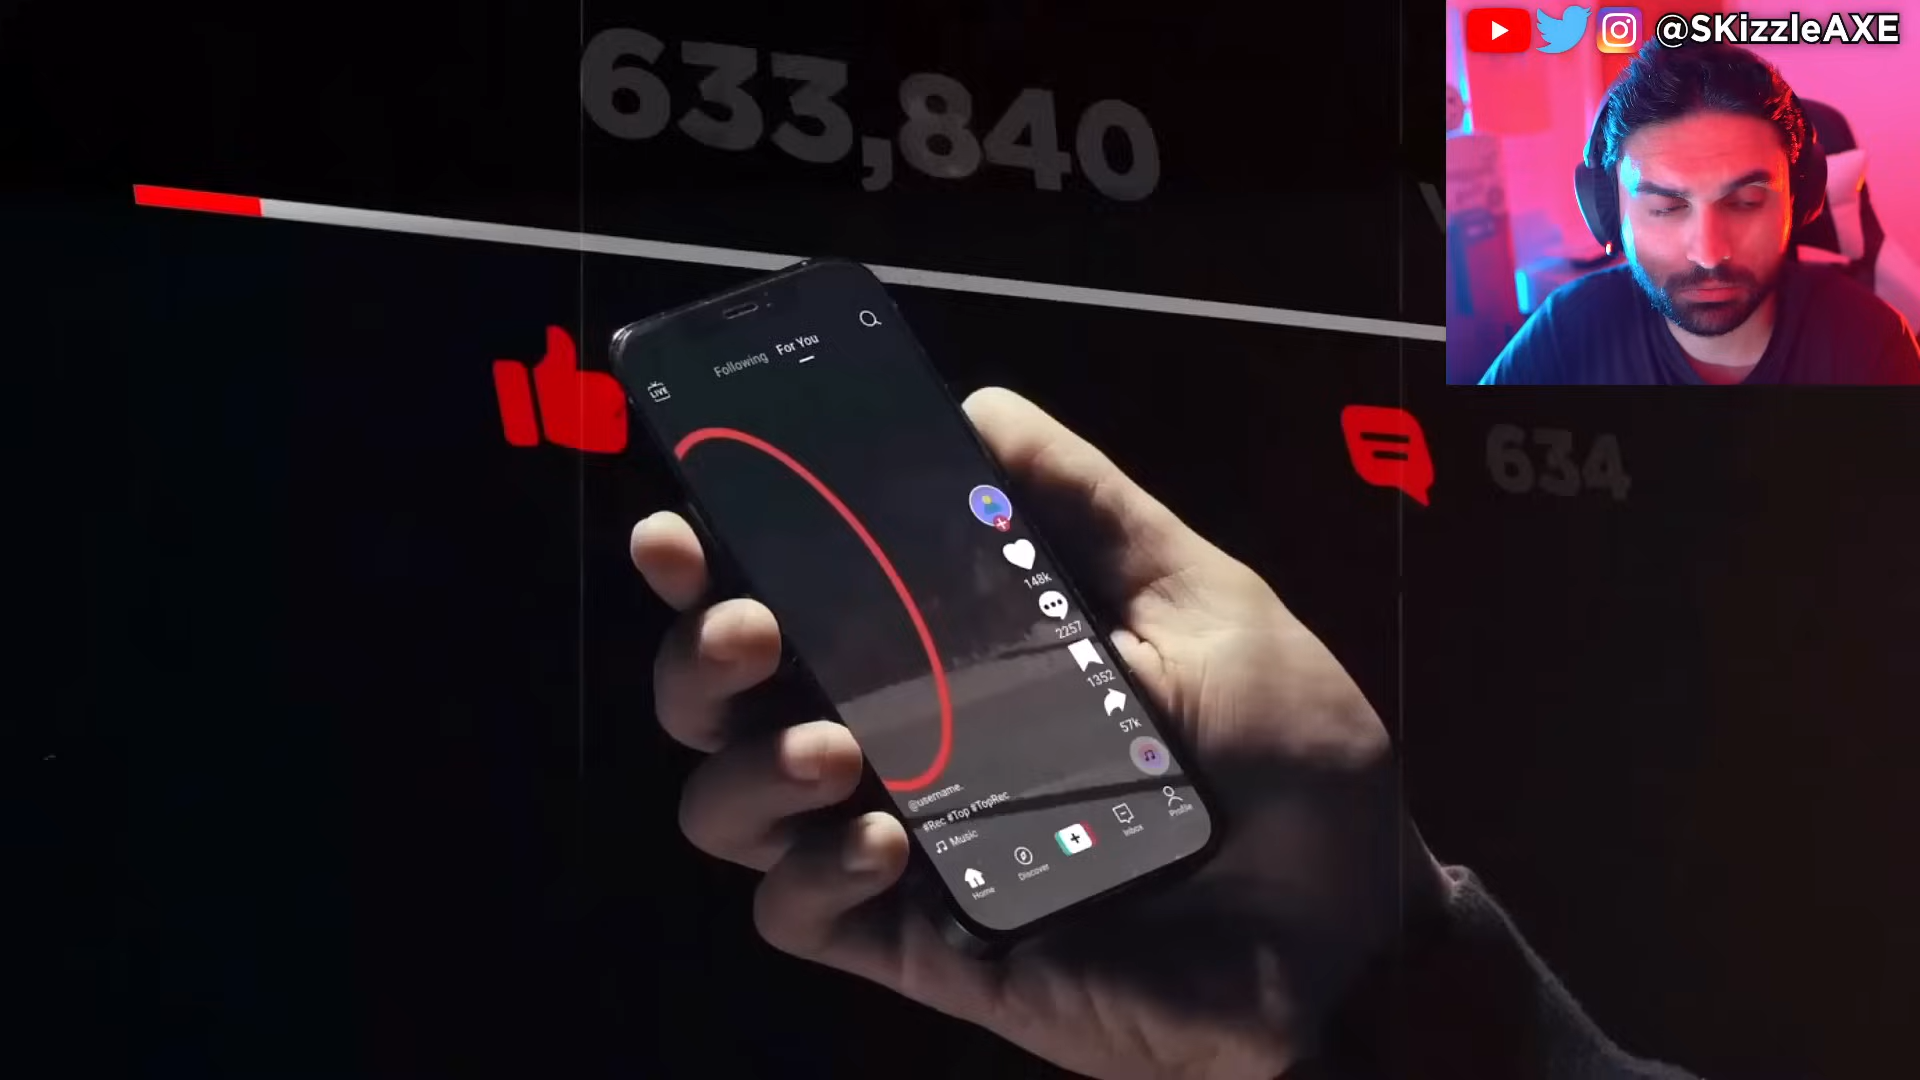 @SKizzleAXE
633,840
634
LIVE
Following For You
148k
2257
1352
57k
@username.
#Rec #Top #TopRec
Music
Home
Discover
Inbox
Profile